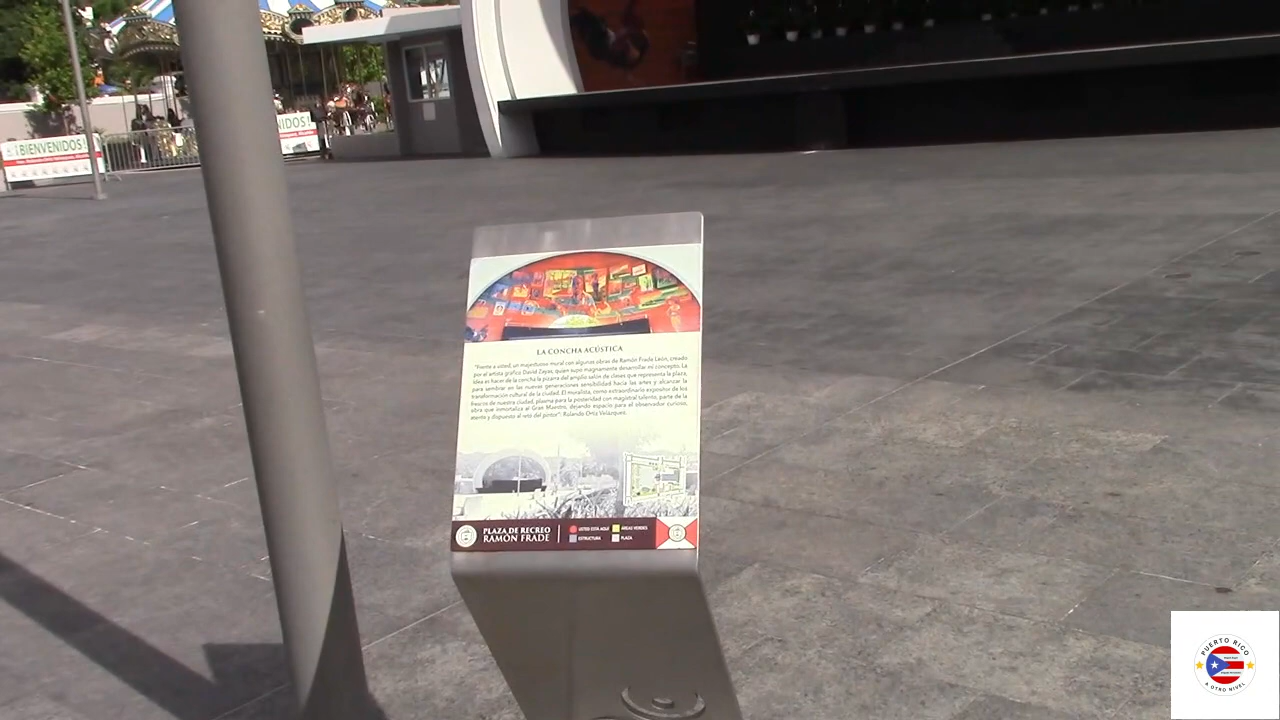 ¡BIENVENIDOS!
NIDOS!
LA CONCHA ACÚSTICA
"Frente a usted, un majestuoso mural con algunas obras de Ramón Frade León, creado
por el artista gráfico David Zayas, quien supo magnamente desarrollar mi concepto. La
idea es hacer de la concha la pizarra del amplio salón de clases que representa la plaza,
para sembrar en las nuevas generaciones sensibilidad hacia las artes y alcanzar la
transformación cultural de la ciudad. El muralista, como extraordinario expositor de los
frescos de nuestra ciudad, plasma para la posteridad con magistral talento, parte de la
obra que inmortaliza al Gran Maestro, dejando espacio para el observador curioso,
atento y dispuesto al reto del pintor": Rolando Ortiz Velázquez.
PLAZA DE RECREO
RAMÓN FRADE
USTED ESTÁ AQUÍ
ÁREAS VERDES
ESTRUCTURA
PLAZA
PUERTO RICO
A OTRO NIVEL